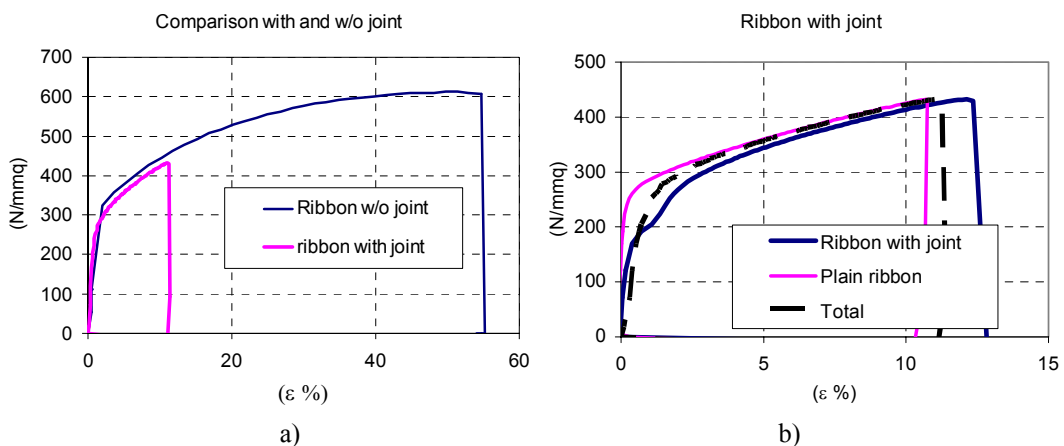 Comparison with and w/o joint
(N/mmq)
700
600
500
400
300
200
100
0
Ribbon w/o joint
ribbon with joint
0 20 40 60
(ε %)
a)
Ribbon with joint
(N/mmq)
500
400
300
200
100
0
Ribbon with joint
Plain ribbon
Total
0 5 10 15
(ε %)
b)